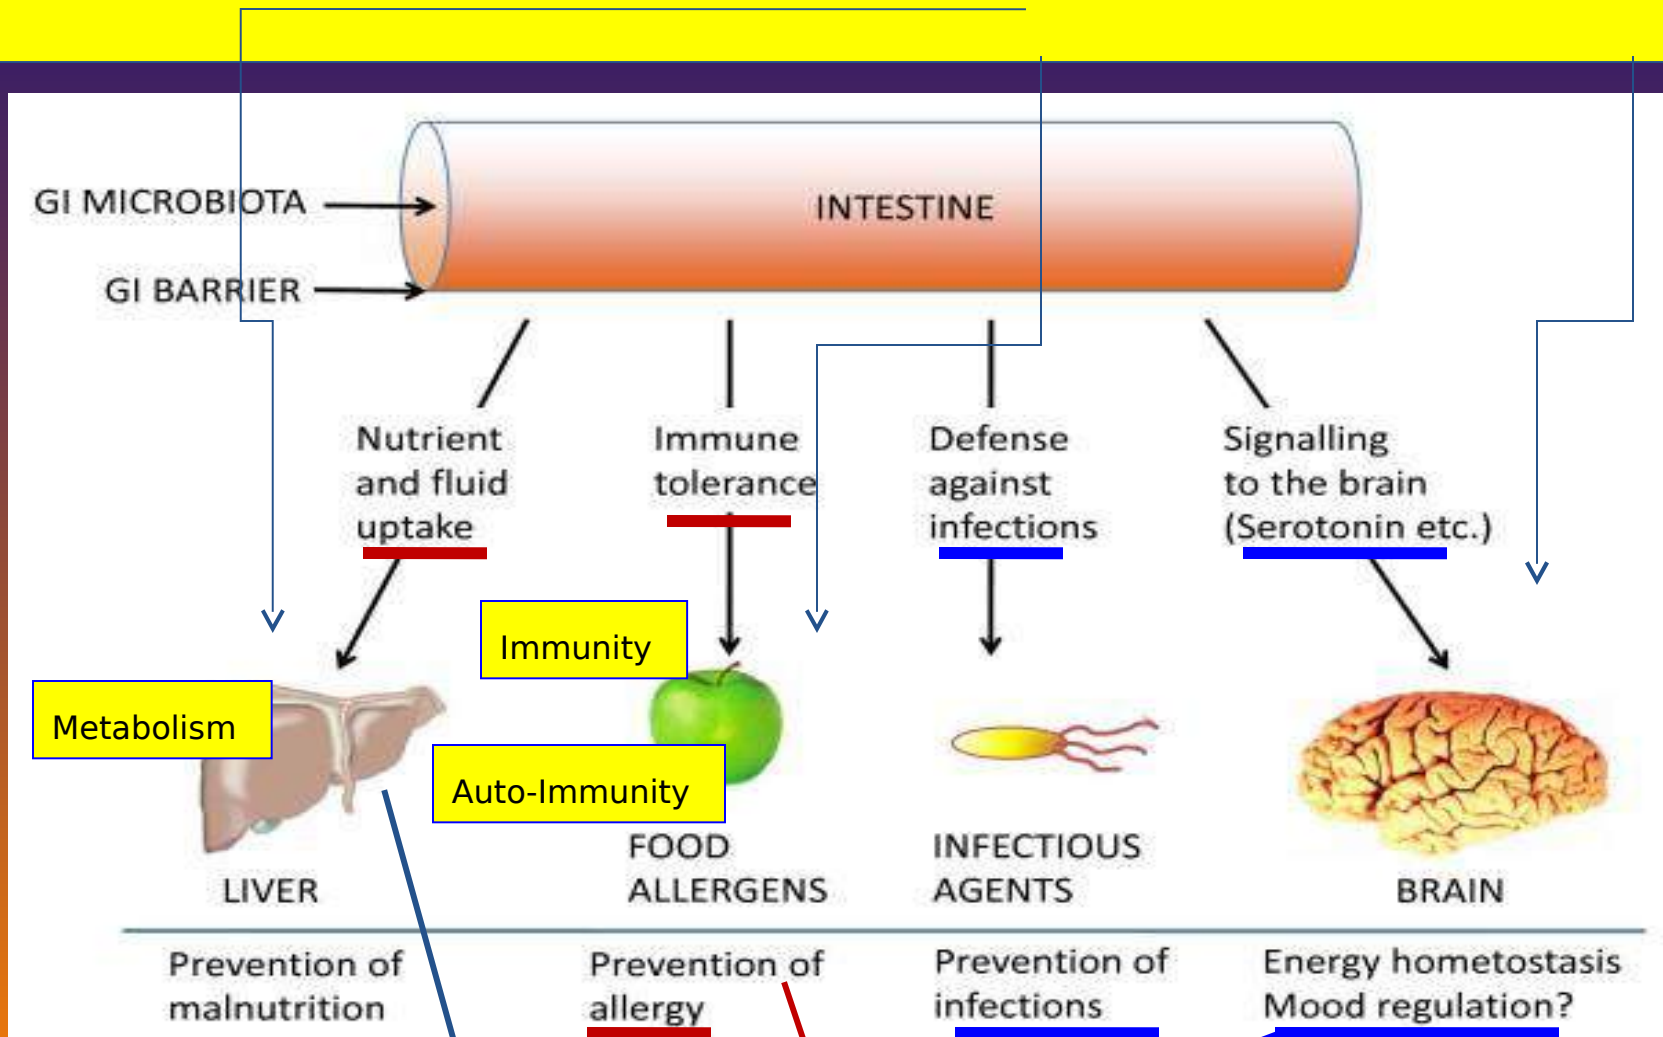 GI MICROBIOTA
INTESTINE
GI BARRIER
Nutrient
and fluid
uptake
Immune
tolerance
Defense
against
infections
Signalling
to the brain
(Serotonin etc.)
Immunity
Metabolism
Auto-Immunity
LIVER
FOOD
ALLERGENS
INFECTIOUS
AGENTS
BRAIN
Prevention of
malnutrition
Prevention of
allergy
Prevention of
infections
Energy hometostasis
Mood regulation?